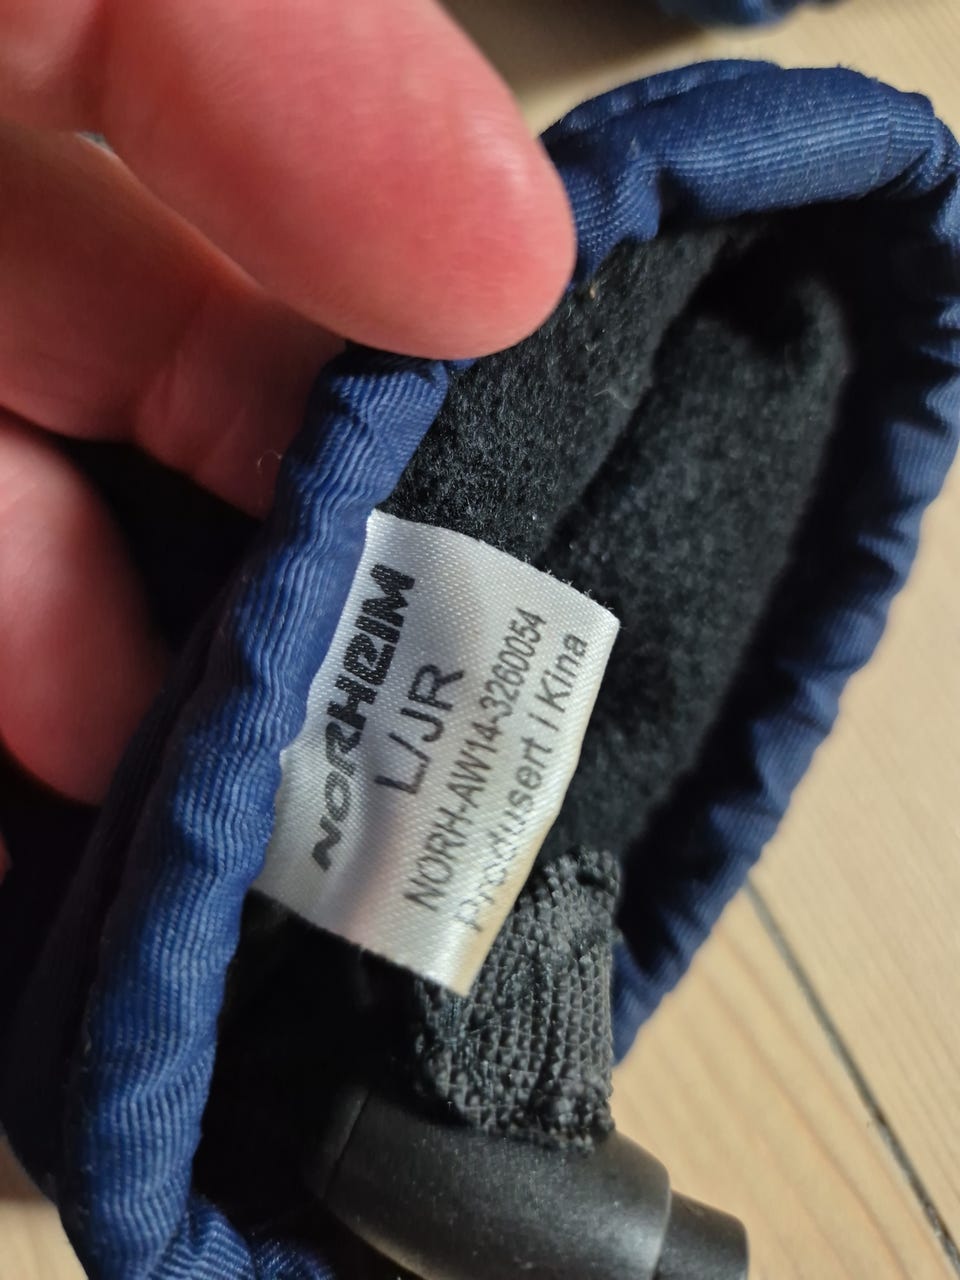 NORHEIM
L/JR
NORH-AW14-3260054
Produsert i Kina